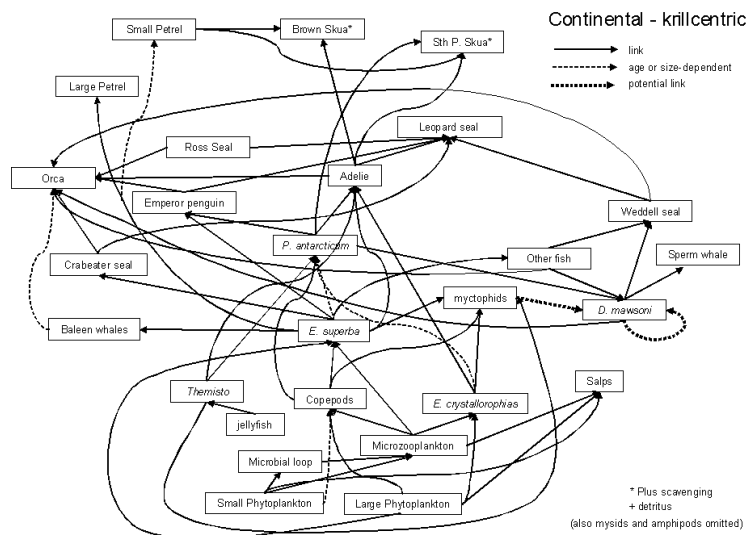 Continental - krillcentric
link
age or size-dependent
potential link
Small Petrel
Brown Skua*
Sth P. Skua*
Large Petrel
Leopard seal
Ross Seal
Orca
Adelie
Emperor penguin
Weddell seal
P. antarcticum
Crabeater seal
Other fish
Sperm whale
myctophids
D. mawsoni
Baleen whales
E. superba
Themisto
Copepods
E. crystallorophias
Salps
jellyfish
Microzooplankton
Microbial loop
Small Phytoplankton
Large Phytoplankton
* Plus scavenging
+ detritus
(also mysids and amphipods omitted)